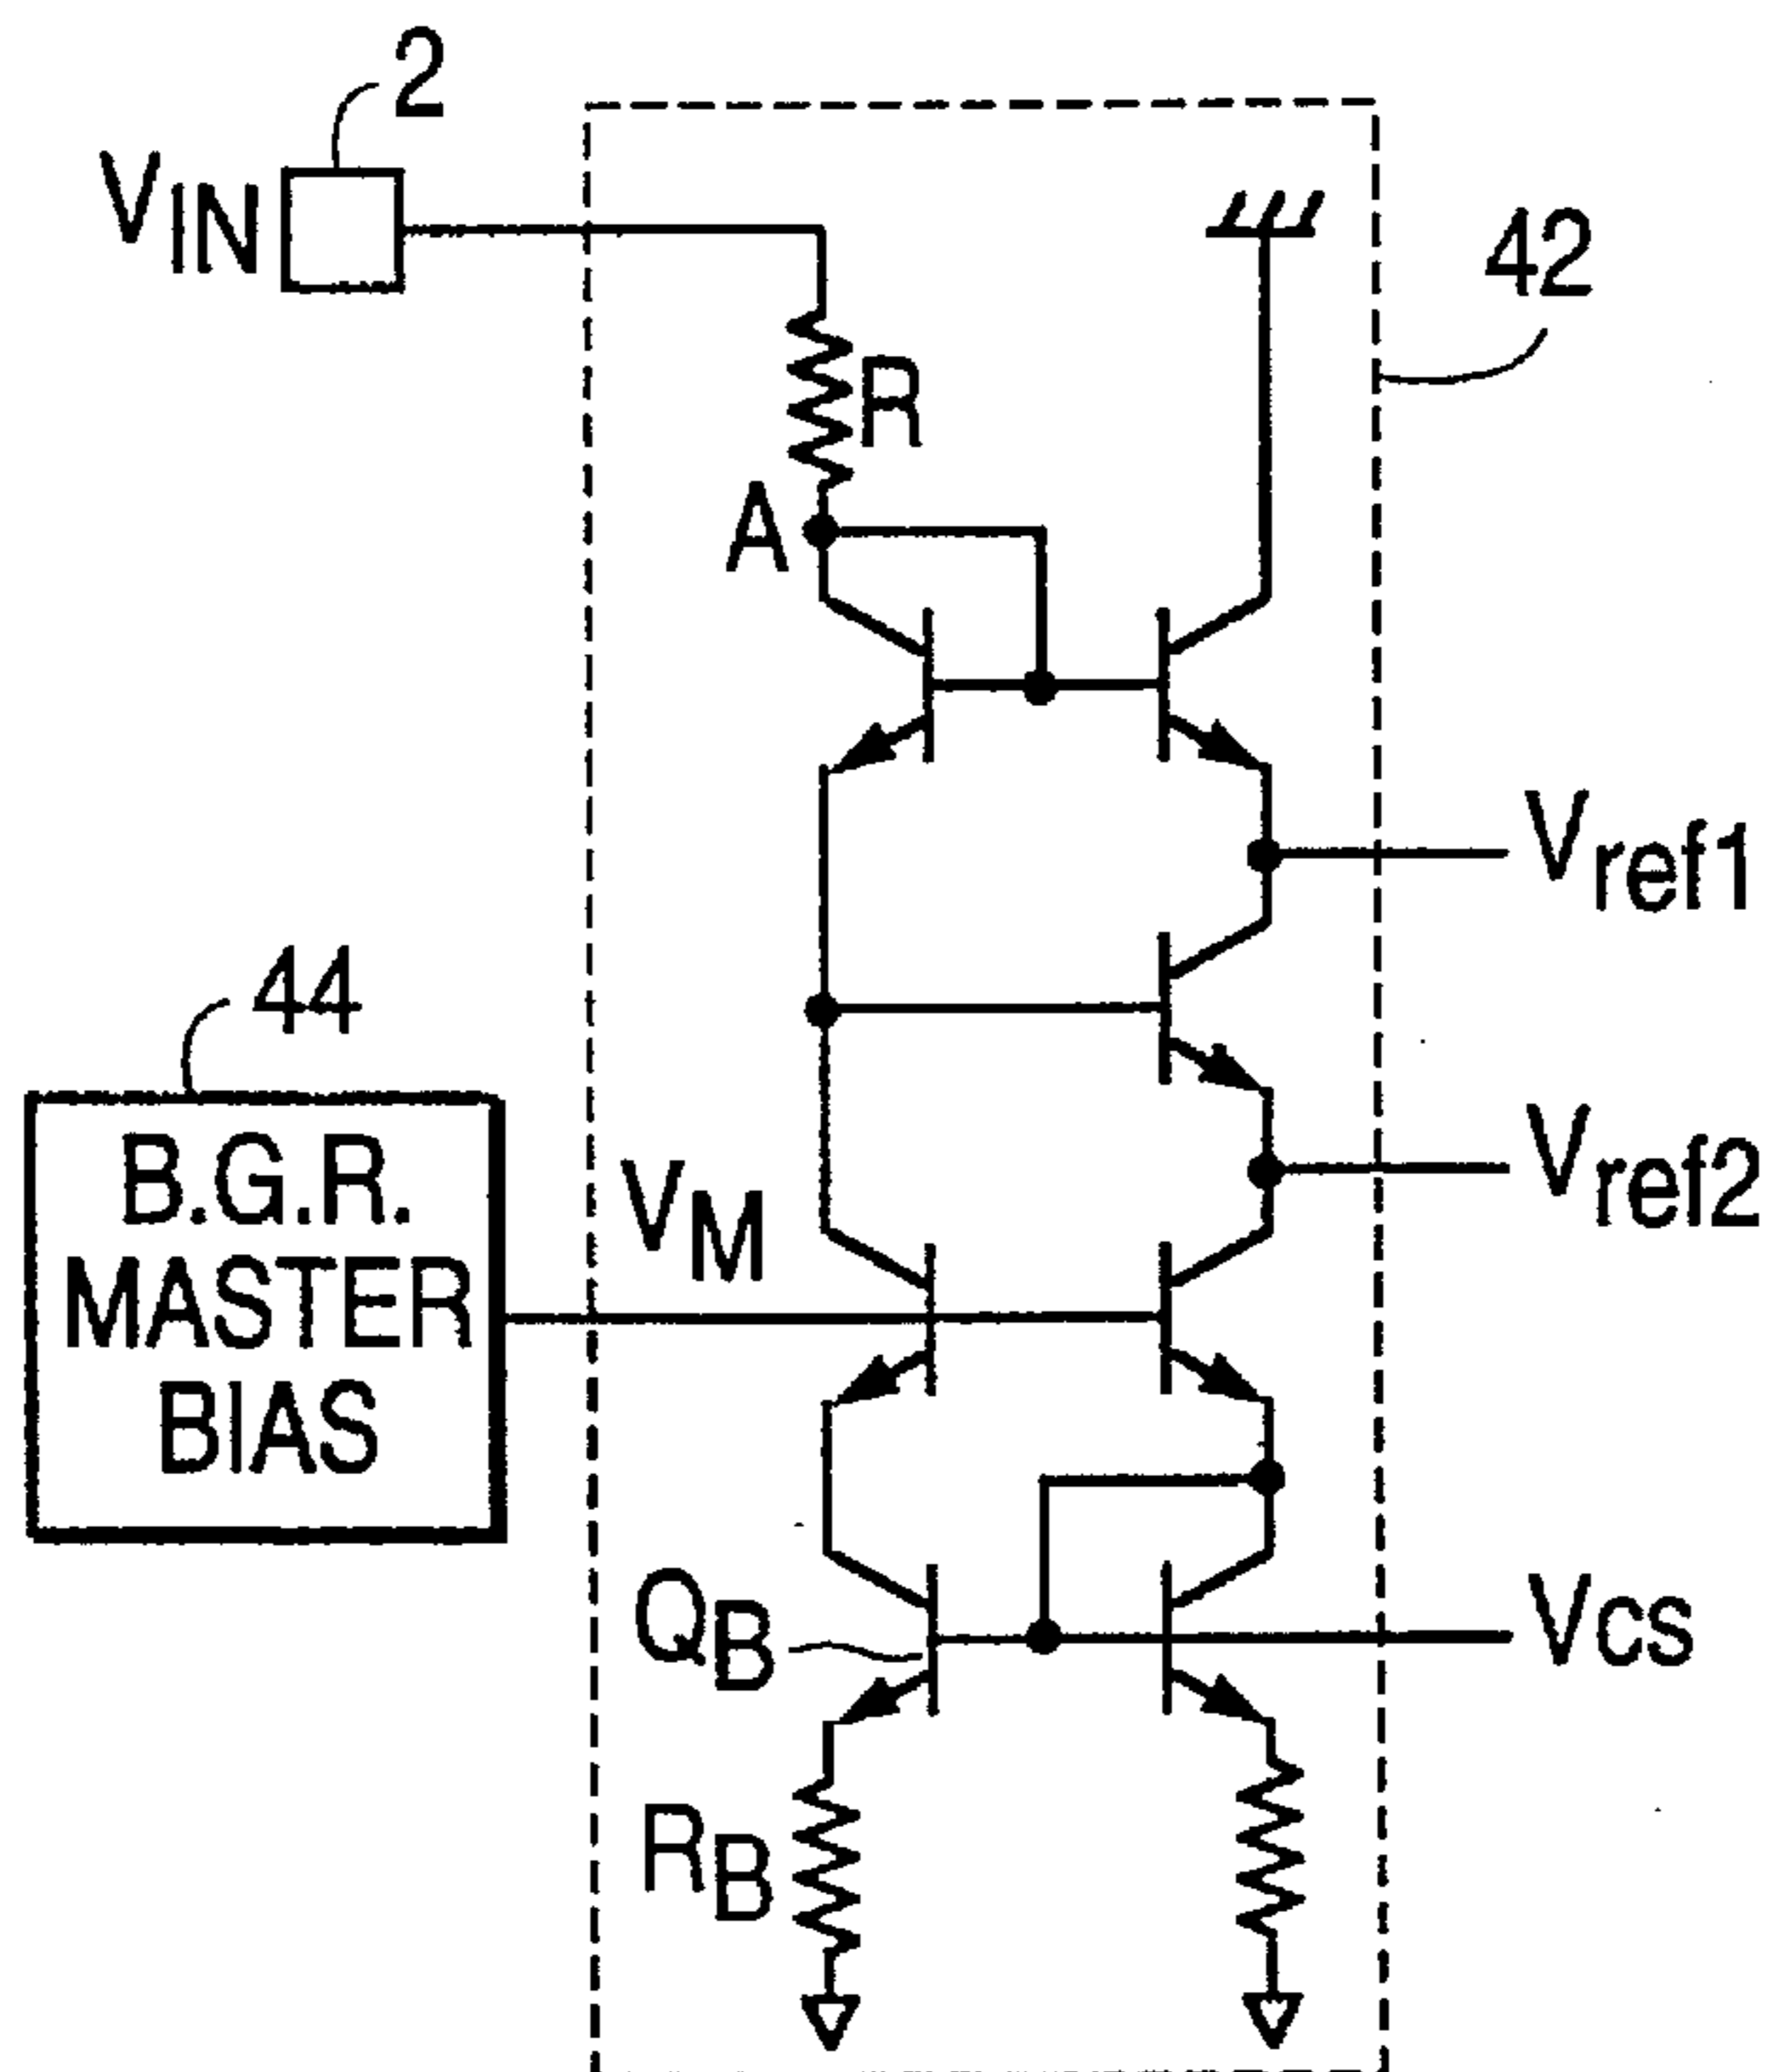 2
VIN
42
R
A
Vref1
44
B.G.R.
MASTER
BIAS
VM
Vref2
QB
VCS
RB